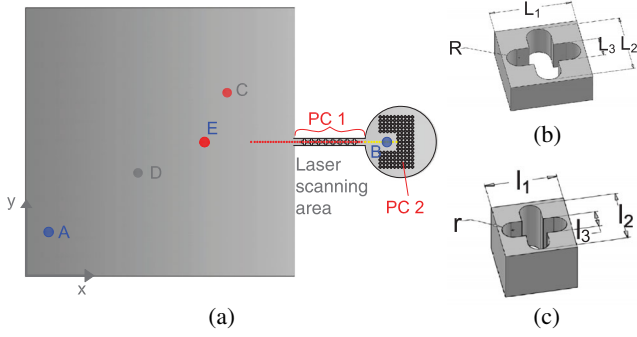 (a)
C
E
PC 1
B
D
Laser
scanning
area
PC 2
y
A
x
L₁
L₂
L₃
R
(b)
l₁
l₂
l₃
r
(c)